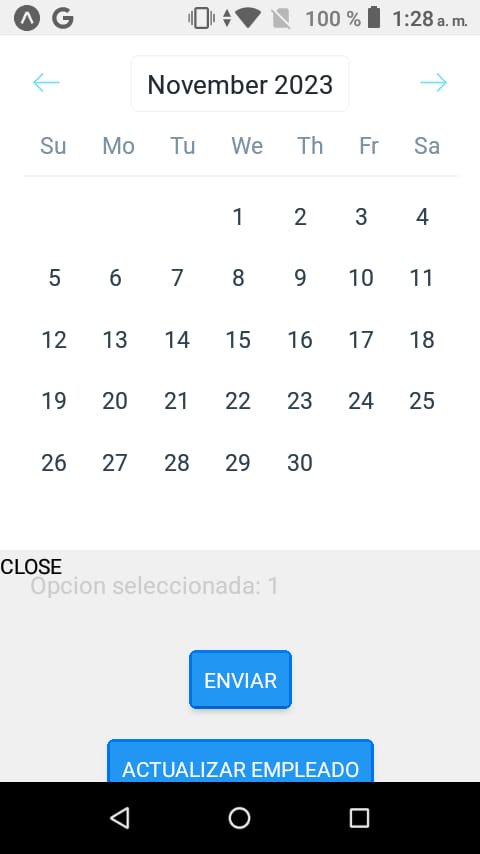 100 % 1:28 a. m.
November 2023
Su Mo Tu We Th Fr Sa
1 2 3 4
5 6 7 8 9 10 11
12 13 14 15 16 17 18
19 20 21 22 23 24 25
26 27 28 29 30
CLOSE
Opcion seleccionada: 1
ENVIAR
ACTUALIZAR EMPLEADO